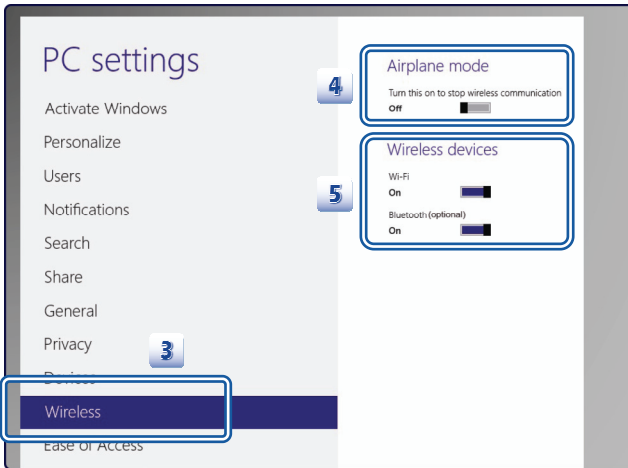 PC settings
Activate Windows
Personalize
Users
Notifications
Search
Share
General
Privacy
3
Devices
Wireless
Ease of Access
4
Airplane mode
Turn this on to stop wireless communication
Off
5
Wireless devices
Wi-Fi
On
Bluetooth (optional)
On